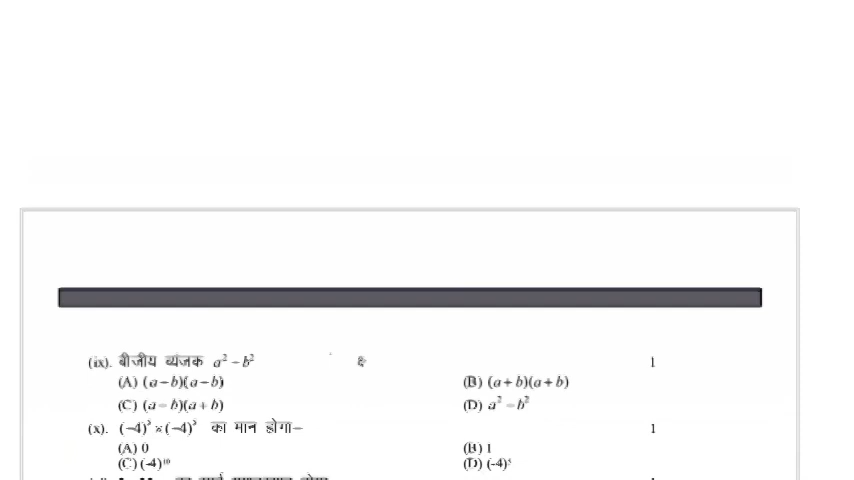 (ix). बीजीय व्यंजक a² – b² 1
(A) (a – b)(a – b) (B) (a + b)(a + b)
(C) (a – b)(a + b) (D) a² – b²
(x). (–4)⁵ × (–4)⁵ का मान होगा– 1
(A) 0 (B) 1
(C) (-4)¹⁰ (D) (-4)⁵